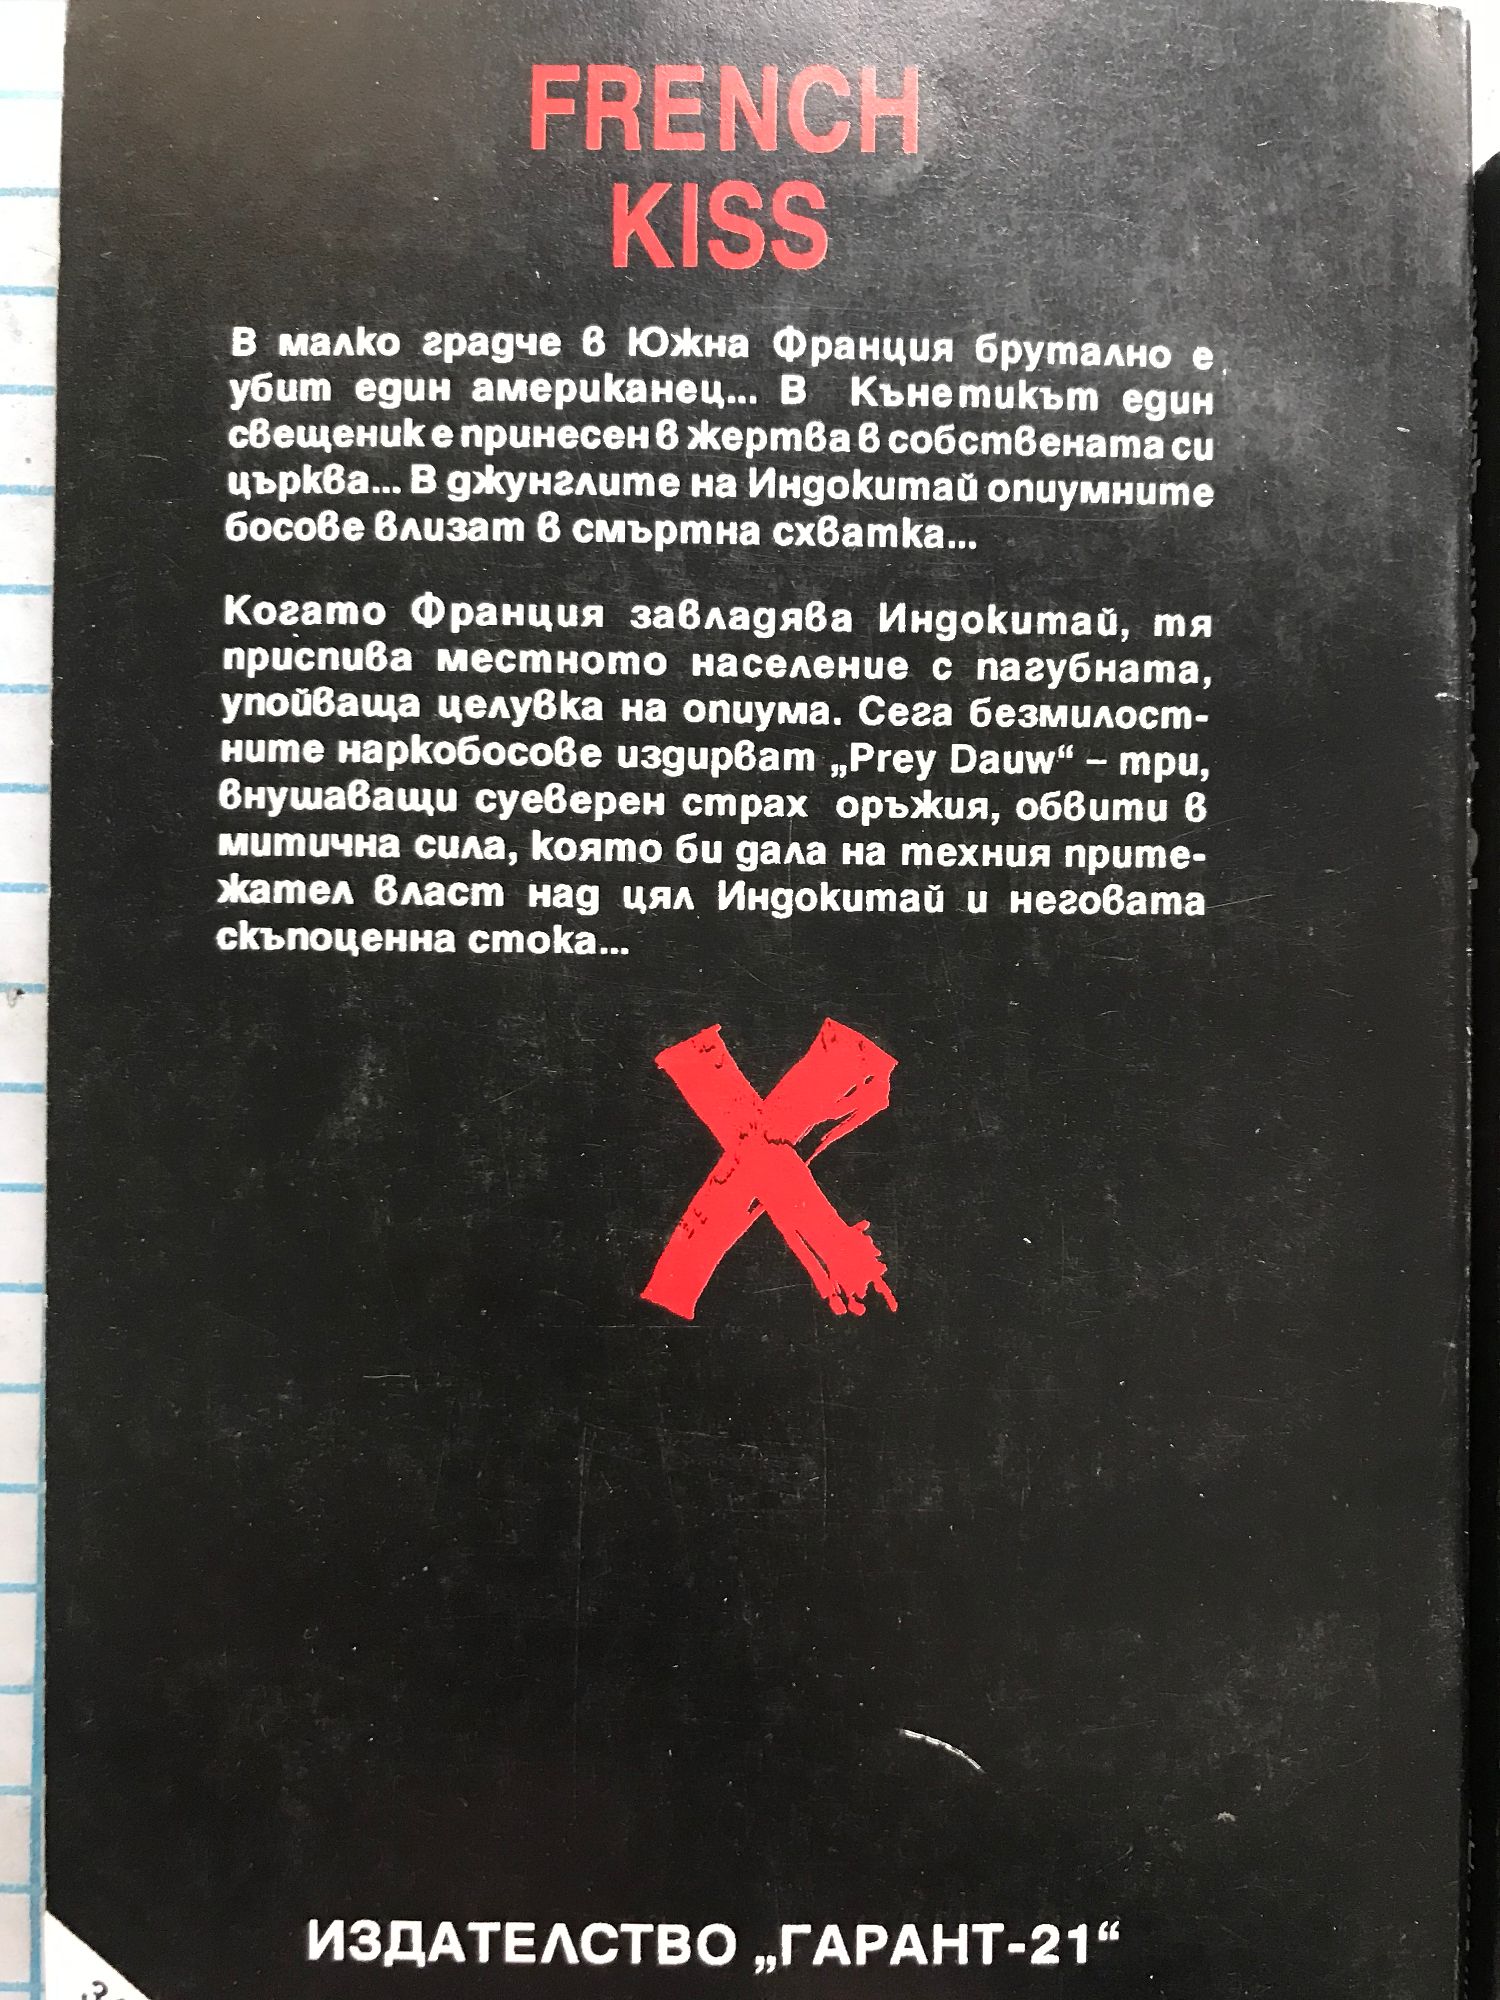 FRENCH
KISS
В малко градче в Южна Франция брутално е
убит един американец... В Кънетикът един
свещеник е принесен в жертва в собствената си
църква... В джунглите на Индокитай опиумните
босове влизат в смъртна схватка...
Когато Франция завладява Индокитай, тя
приспива местното население с пагубната,
упойваща целувка на опиума. Сега безмилост-
ните наркобосове издирват „Prey Dauw“ – три,
внушаващи суеверен страх оръжия, обвити в
митична сила, която би дала на техния прите-
жател власт над цял Индокитай и неговата
скъпоценна стока...
X
ИЗДАТЕЛСТВО „ГАРАНТ-21“